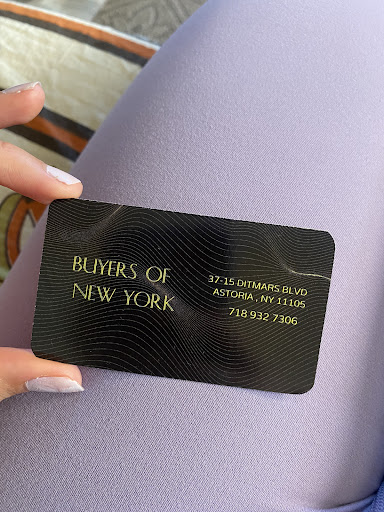 BUYERS OF
NEW YORK
37-15 DITMARS BLVD
ASTORIA , NY 11105
718 932 7306